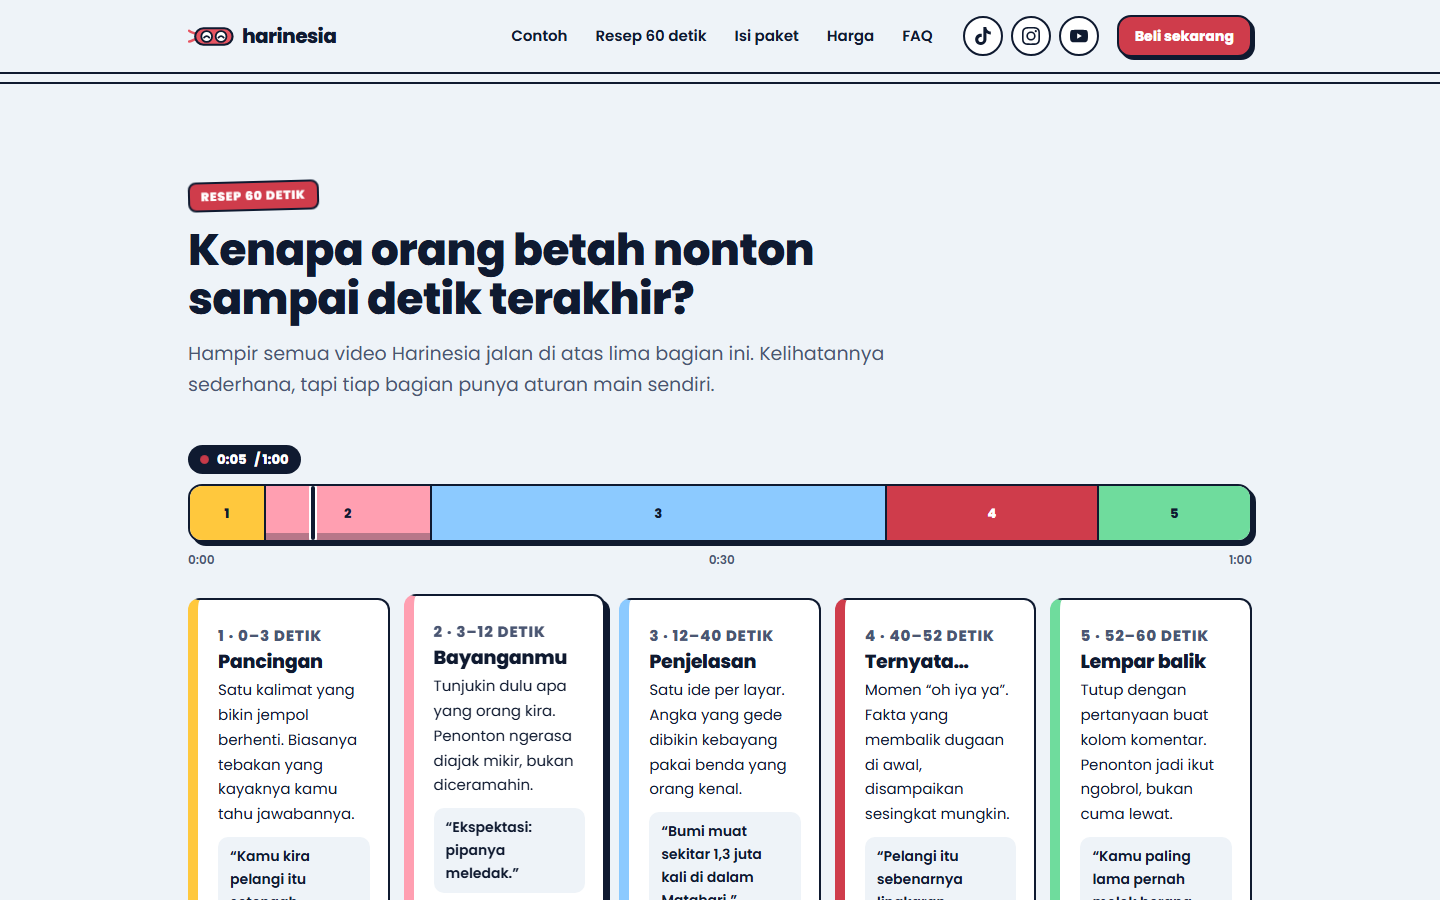 harinesia
Contoh
Resep 60 detik
Isi paket
Harga
FAQ
Beli sekarang
RESEP 60 DETIK
Kenapa orang betah nonton
sampai detik terakhir?
Hampir semua video Harinesia jalan di atas lima bagian ini. Kelihatannya
sederhana, tapi tiap bagian punya aturan main sendiri.
0:05 / 1:00
1
2
3
4
5
0:00
0:30
1:00
1 · 0–3 DETIK
Pancingan
Satu kalimat yang
bikin jempol
berhenti. Biasanya
tebakan yang
kayaknya kamu
tahu jawabannya.
“Kamu kira
pelangi itu
setengah
2 · 3–12 DETIK
Bayanganmu
Tunjukin dulu apa
yang orang kira.
Penonton ngerasa
diajak mikir, bukan
diceramahin.
“Ekspektasi:
pipanya
meledak.”
3 · 12–40 DETIK
Penjelasan
Satu ide per layar.
Angka yang gede
dibikin kebayang
pakai benda yang
orang kenal.
“Bumi muat
sekitar 1,3 juta
kali di dalam
Matahari.”
4 · 40–52 DETIK
Ternyata...
Momen “oh iya ya”.
Fakta yang
membalik dugaan
di awal,
disampaikan
sesingkat mungkin.
“Pelangi itu
sebenarnya
lingkaran
5 · 52–60 DETIK
Lempar balik
Tutup dengan
pertanyaan buat
kolom komentar.
Penonton jadi ikut
ngobrol, bukan
cuma lewat.
“Kamu paling
lama pernah